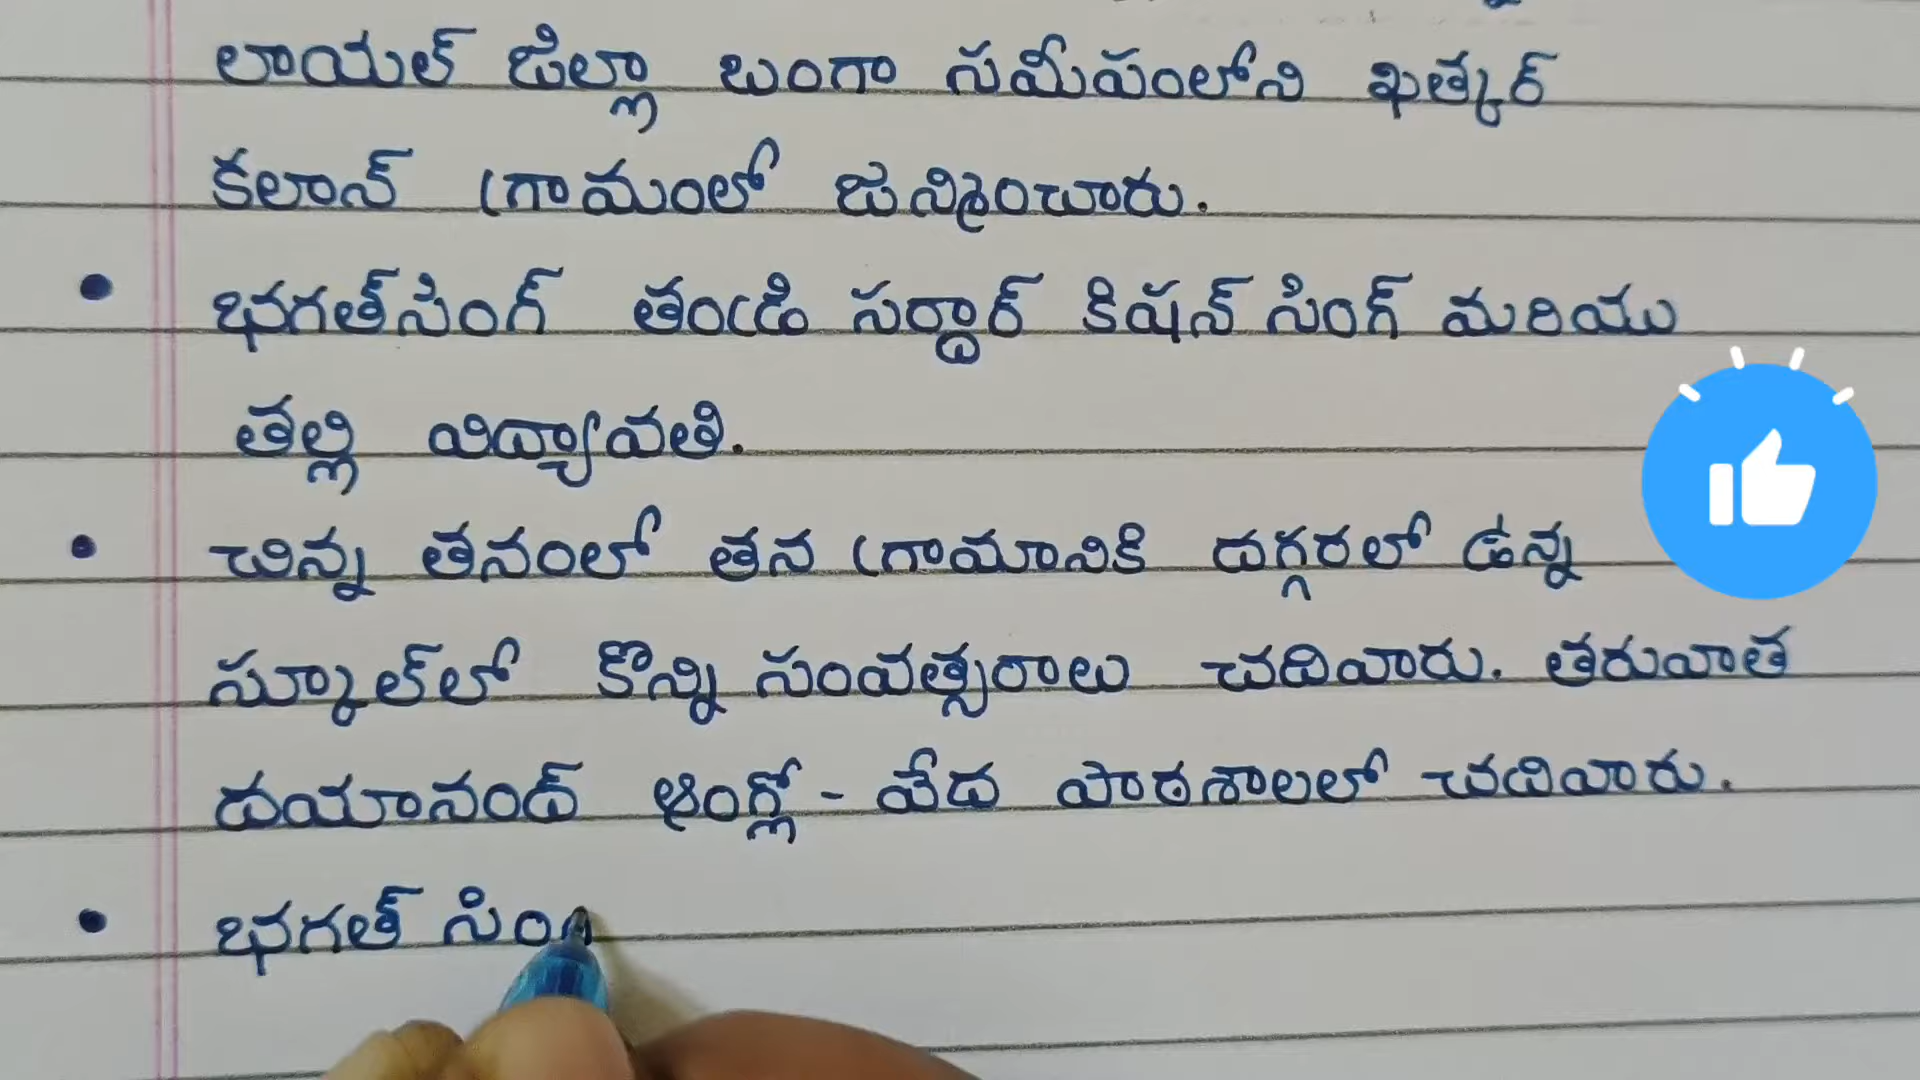 లాయల్ జిల్లా బంగా సమీపంలోని ఖత్కర్
కలాన్ గ్రామంలో జన్మించారు.
• భగత్‌సింగ్ తండ్రి సర్దార్ కిషన్ సింగ్ మరియు
తల్లి విద్యావతి.
• చిన్న తనంలో తన గ్రామానికి దగ్గరలో ఉన్న
స్కూల్‌లో కొన్ని సంవత్సరాలు చదివారు. తరువాత
దయానంద్ ఆంగ్లో - వేద పాఠశాలలో చదివారు.
• భగత్ సిం